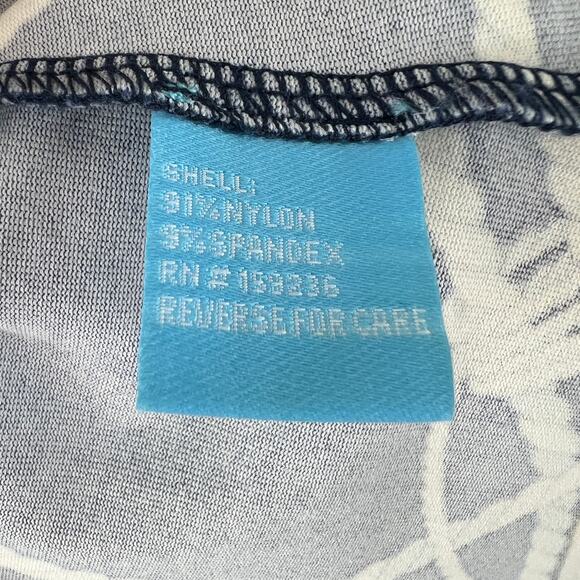 SHELL:
91% NYLON
9% SPANDEX
RN # 159236
REVERSE FOR CARE